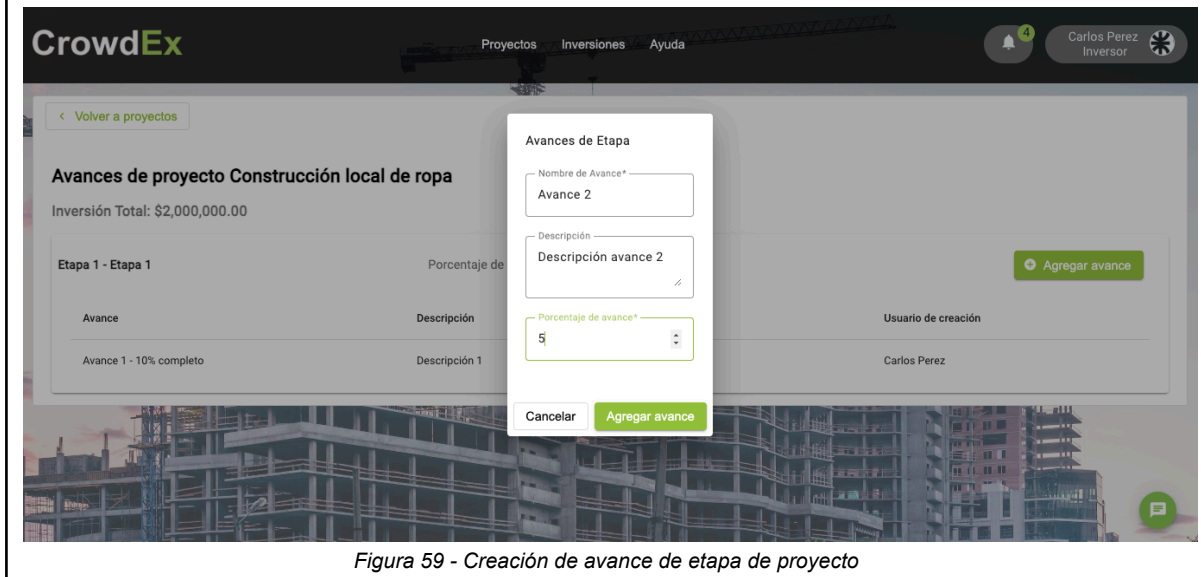 CrowdEx
Proyectos Inversiones Ayuda
4
Carlos Perez
Inversor
Volver a proyectos
Avances de proyecto Construcción local de ropa
Inversión Total: $2,000,000.00
Etapa 1 - Etapa 1
Porcentaje de
Agregar avance
Avance Descripción Usuario de creación
Avance 1 - 10% completo Descripción 1 Carlos Perez
Avances de Etapa
Nombre de Avance*
Avance 2
Descripción
Descripción avance 2
Porcentaje de avance*
5
Cancelar Agregar avance
Figura 59 - Creación de avance de etapa de proyecto